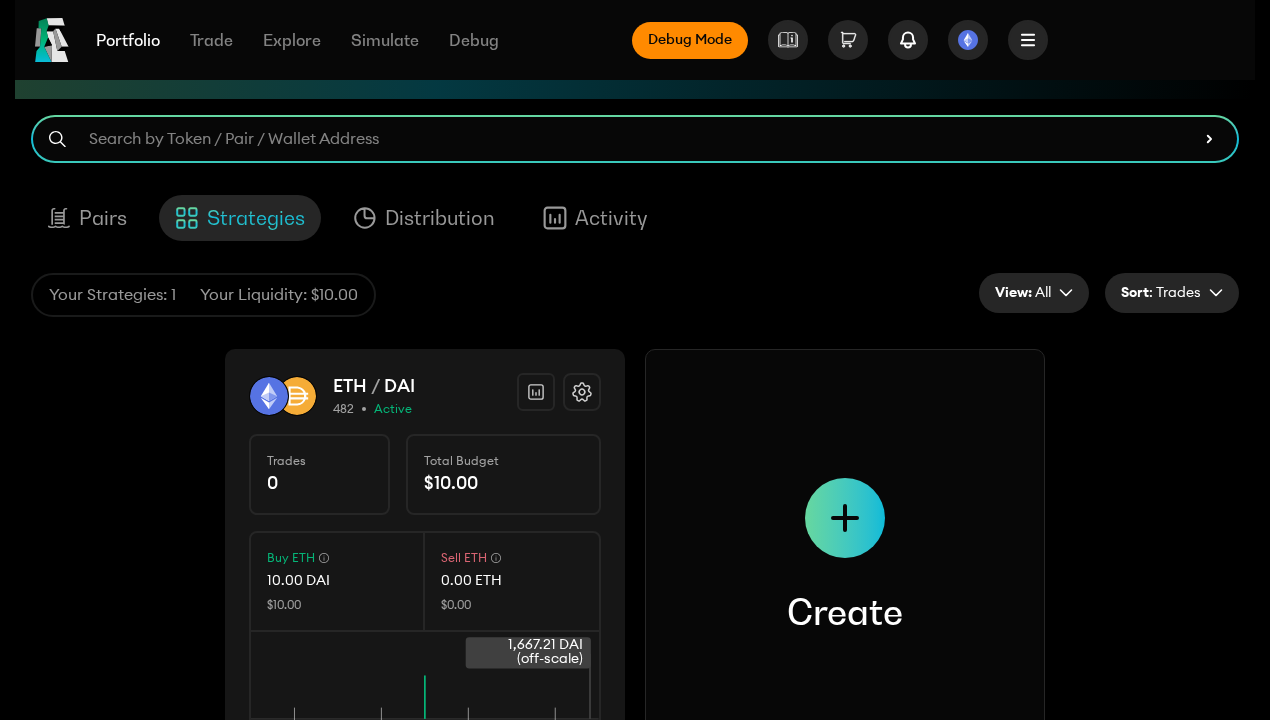 Portfolio Trade Explore Simulate Debug Debug Mode
Search by Token / Pair / Wallet Address
Pairs Strategies Distribution Activity
Your Strategies: 1 Your Liquidity: $10.00 View: All Sort: Trades
ETH / DAI
482 • Active
Trades Total Budget
0 $10.00
Buy ETH Sell ETH
10.00 DAI 0.00 ETH
$10.00 $0.00
1,667.21 DAI
(off-scale)
Create